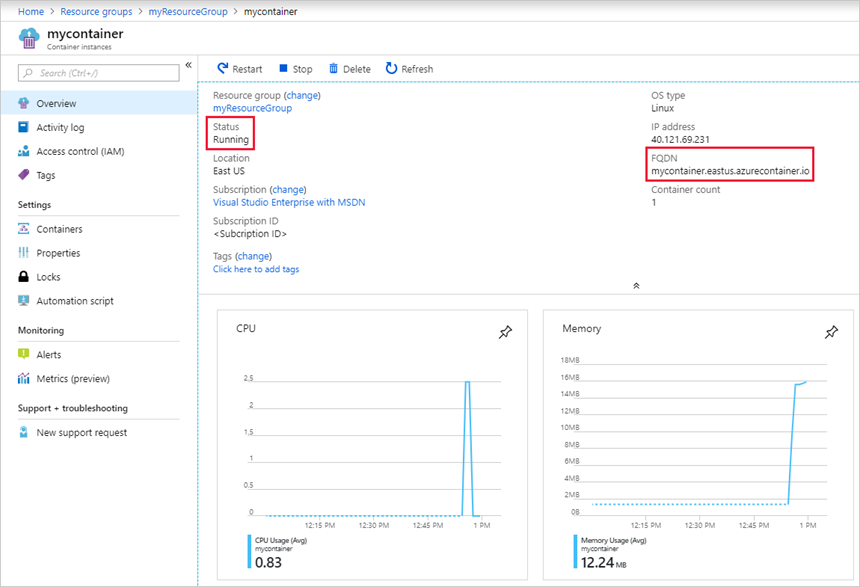 Home > Resource groups > myResourceGroup > mycontainer
mycontainer
Container instances
Search (Ctrl+/)
«
Overview
Activity log
Access control (IAM)
Tags
Settings
Containers
Properties
Locks
Automation script
Monitoring
Alerts
Metrics (preview)
Support + troubleshooting
New support request
Restart Stop Delete Refresh
Resource group (change)
myResourceGroup
Status
Running
Location
East US
Subscription (change)
Visual Studio Enterprise with MSDN
Subscription ID
<Subcription ID>
Tags (change)
Click here to add tags
OS type
Linux
IP address
40.121.69.231
FQDN
mycontainer.eastus.azurecontainer.io
Container count
1
CPU
2.5
2
1.5
1
0.5
0
12:15 PM 12:30 PM 12:45 PM 1 PM
CPU Usage (Avg)
mycontainer
0.83
Memory
18MB
16MB
14MB
12MB
10MB
8MB
6MB
4MB
2MB
0B
12:15 PM 12:30 PM 12:45 PM 1 PM
Memory Usage (Avg)
mycontainer
12.24 MB